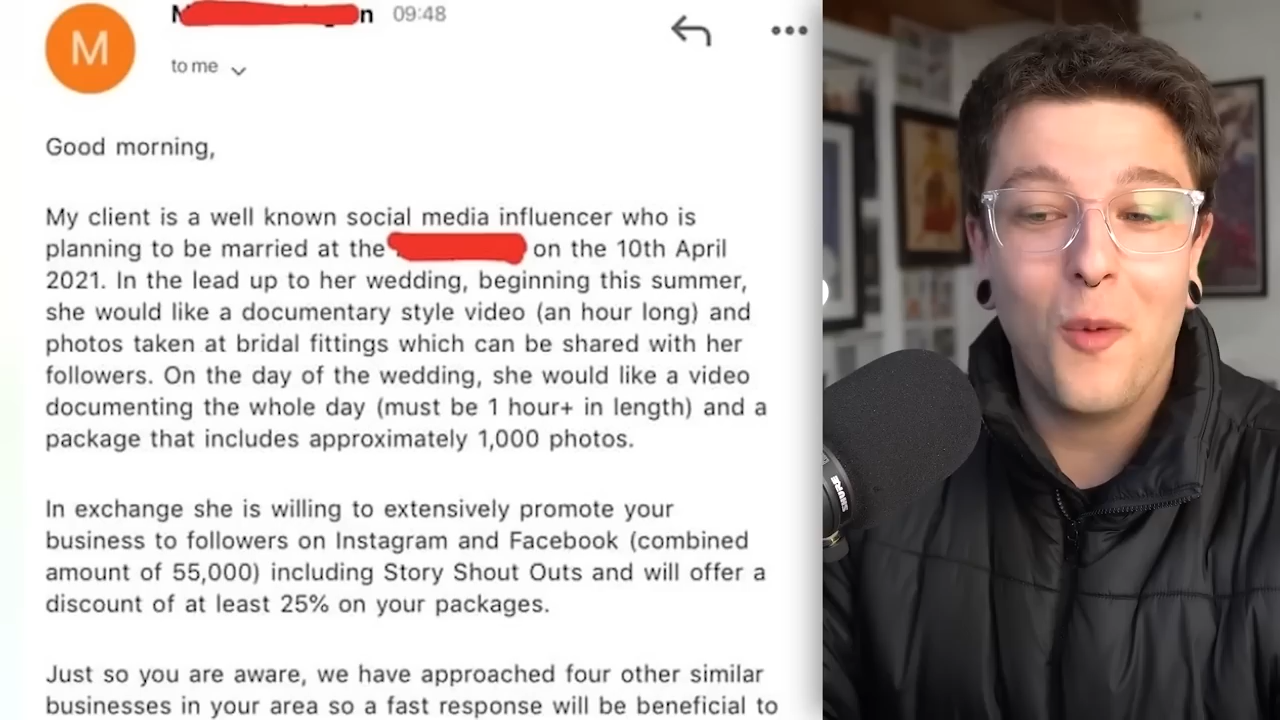 M
n 09:48
to me
Good morning,
My client is a well known social media influencer who is
planning to be married at the on the 10th April
2021. In the lead up to her wedding, beginning this summer,
she would like a documentary style video (an hour long) and
photos taken at bridal fittings which can be shared with her
followers. On the day of the wedding, she would like a video
documenting the whole day (must be 1 hour+ in length) and a
package that includes approximately 1,000 photos.
In exchange she is willing to extensively promote your
business to followers on Instagram and Facebook (combined
amount of 55,000) including Story Shout Outs and will offer a
discount of at least 25% on your packages.
Just so you are aware, we have approached four other similar
businesses in your area so a fast response will be beneficial to
SHURE